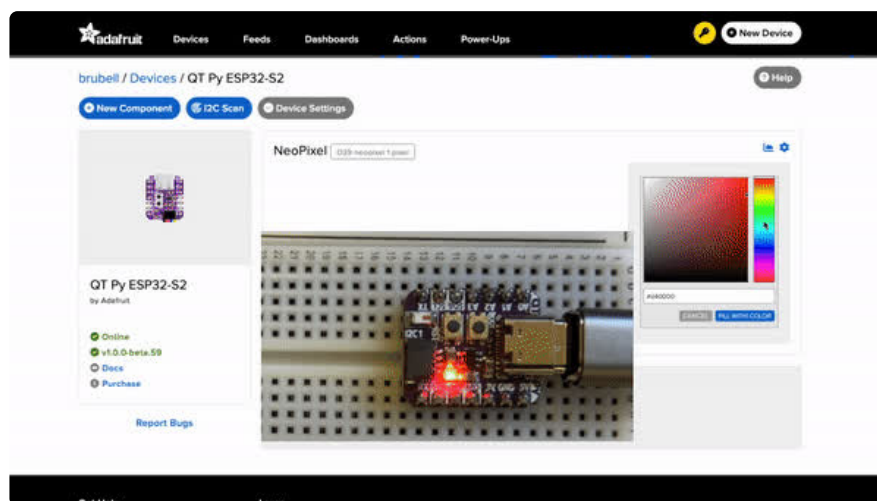 adafruit Devices Feeds Dashboards Actions Power-Ups New Device
brubell / Devices / QT Py ESP32-S2
Help
New Component I2C Scan Device Settings
NeoPixel
QT Py ESP32-S2
by Adafruit
Online
v1.0.0-beta.59
Docs
Purchase
Report Bugs
CANCEL FILL WITH COLOR
I2C1